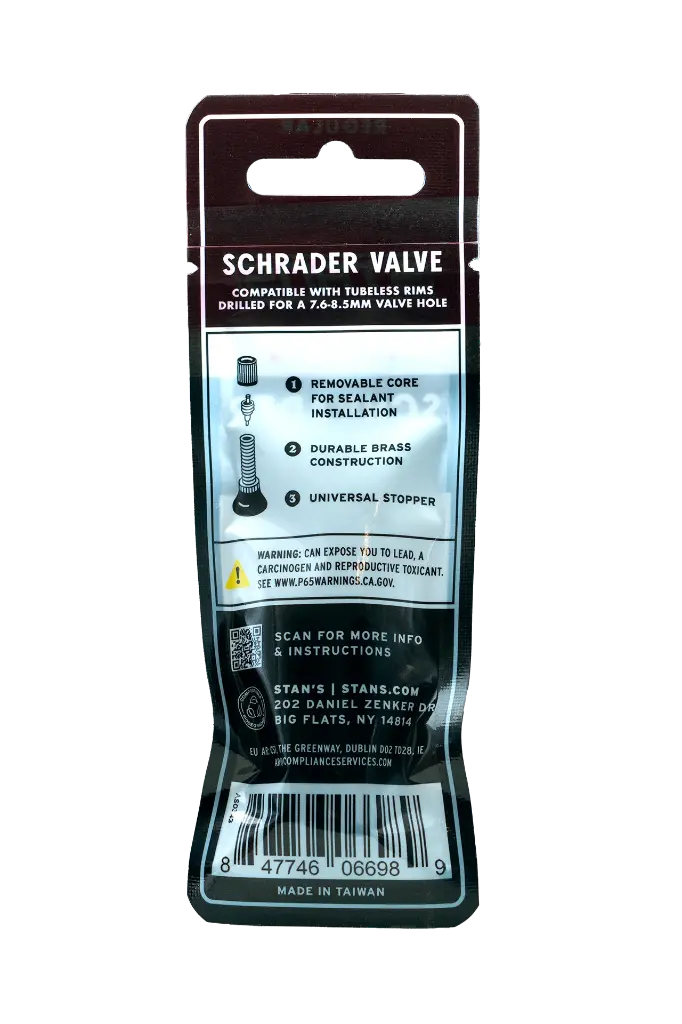 SCHRADER VALVE
COMPATIBLE WITH TUBELESS RIMS
DRILLED FOR A 7.6-8.5MM VALVE HOLE
1 REMOVABLE CORE
FOR SEALANT
INSTALLATION
2 DURABLE BRASS
CONSTRUCTION
3 UNIVERSAL STOPPER
WARNING: CAN EXPOSE YOU TO LEAD, A
CARCINOGEN AND REPRODUCTIVE TOXICANT.
SEE WWW.P65WARNINGS.CA.GOV.
SCAN FOR MORE INFO
& INSTRUCTIONS
STAN'S | STANS.COM
202 DANIEL ZENKER DR
BIG FLATS, NY 14814
THE GREENWAY, DUBLIN D02 TD28, IE
8 47746 06698 9
MADE IN TAIWAN